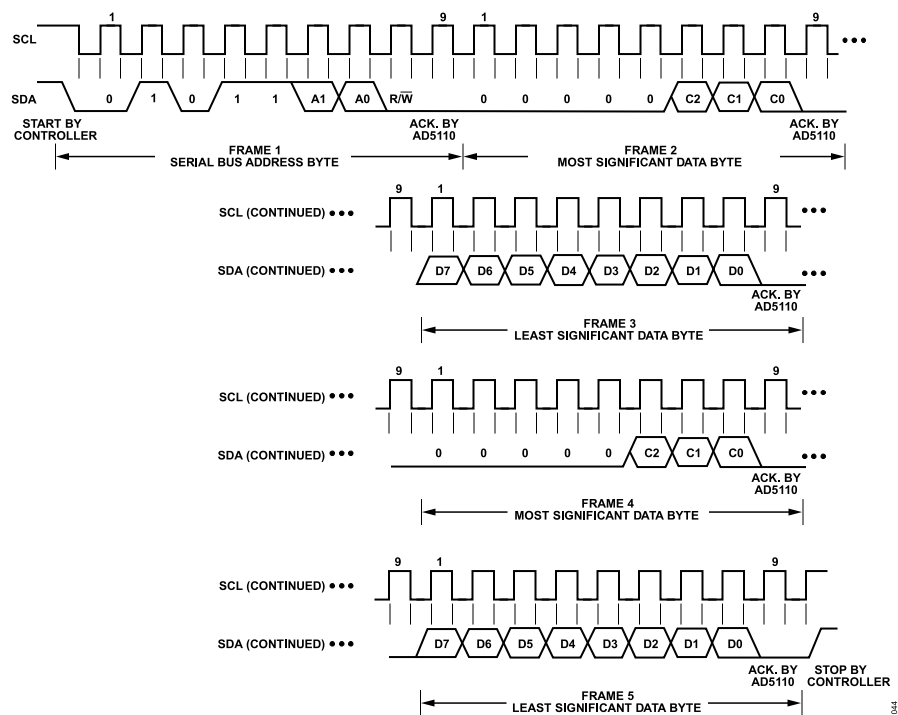 1 9 1 9
SCL
SDA 0 1 0 1 1 A1 A0 R/W̅ 0 0 0 0 0 C2 C1 C0
START BY
CONTROLLER
ACK. BY
AD5110
ACK. BY
AD5110
FRAME 1
SERIAL BUS ADDRESS BYTE
FRAME 2
MOST SIGNIFICANT DATA BYTE
9 1 9
SCL (CONTINUED)
SDA (CONTINUED) D7 D6 D5 D4 D3 D2 D1 D0
ACK. BY
AD5110
FRAME 3
LEAST SIGNIFICANT DATA BYTE
9 1 9
SCL (CONTINUED)
SDA (CONTINUED) 0 0 0 0 0 C2 C1 C0
ACK. BY
AD5110
FRAME 4
MOST SIGNIFICANT DATA BYTE
9 1 9
SCL (CONTINUED)
SDA (CONTINUED) D7 D6 D5 D4 D3 D2 D1 D0
ACK. BY
AD5110
STOP BY
CONTROLLER
FRAME 5
LEAST SIGNIFICANT DATA BYTE
044